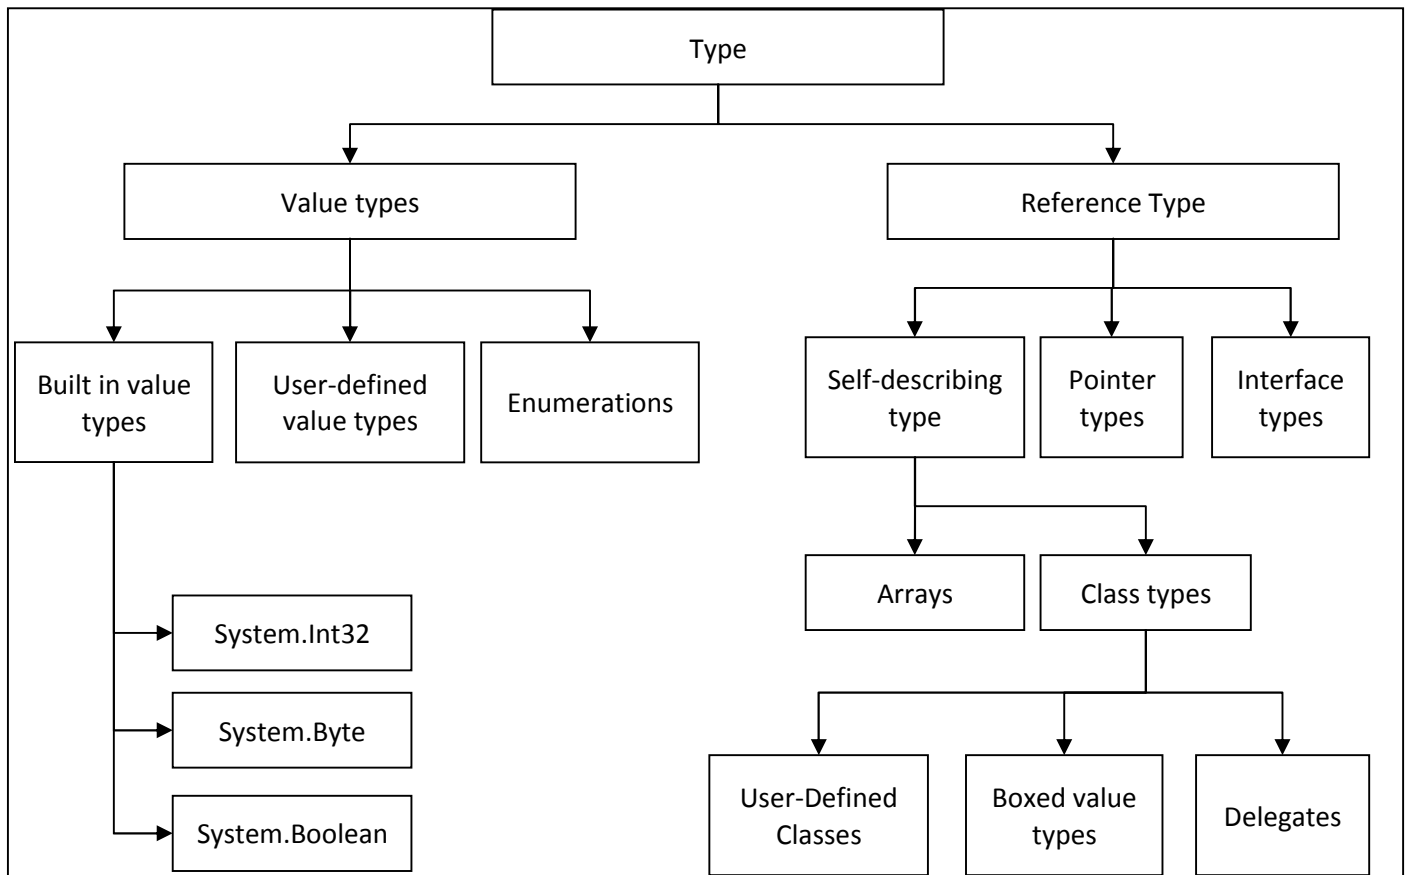 Type
Value types
Reference Type
Built in value
types
User-defined
value types
Enumerations
Self-describing
type
Pointer
types
Interface
types
Arrays
Class types
System.Int32
System.Byte
System.Boolean
User-Defined
Classes
Boxed value
types
Delegates